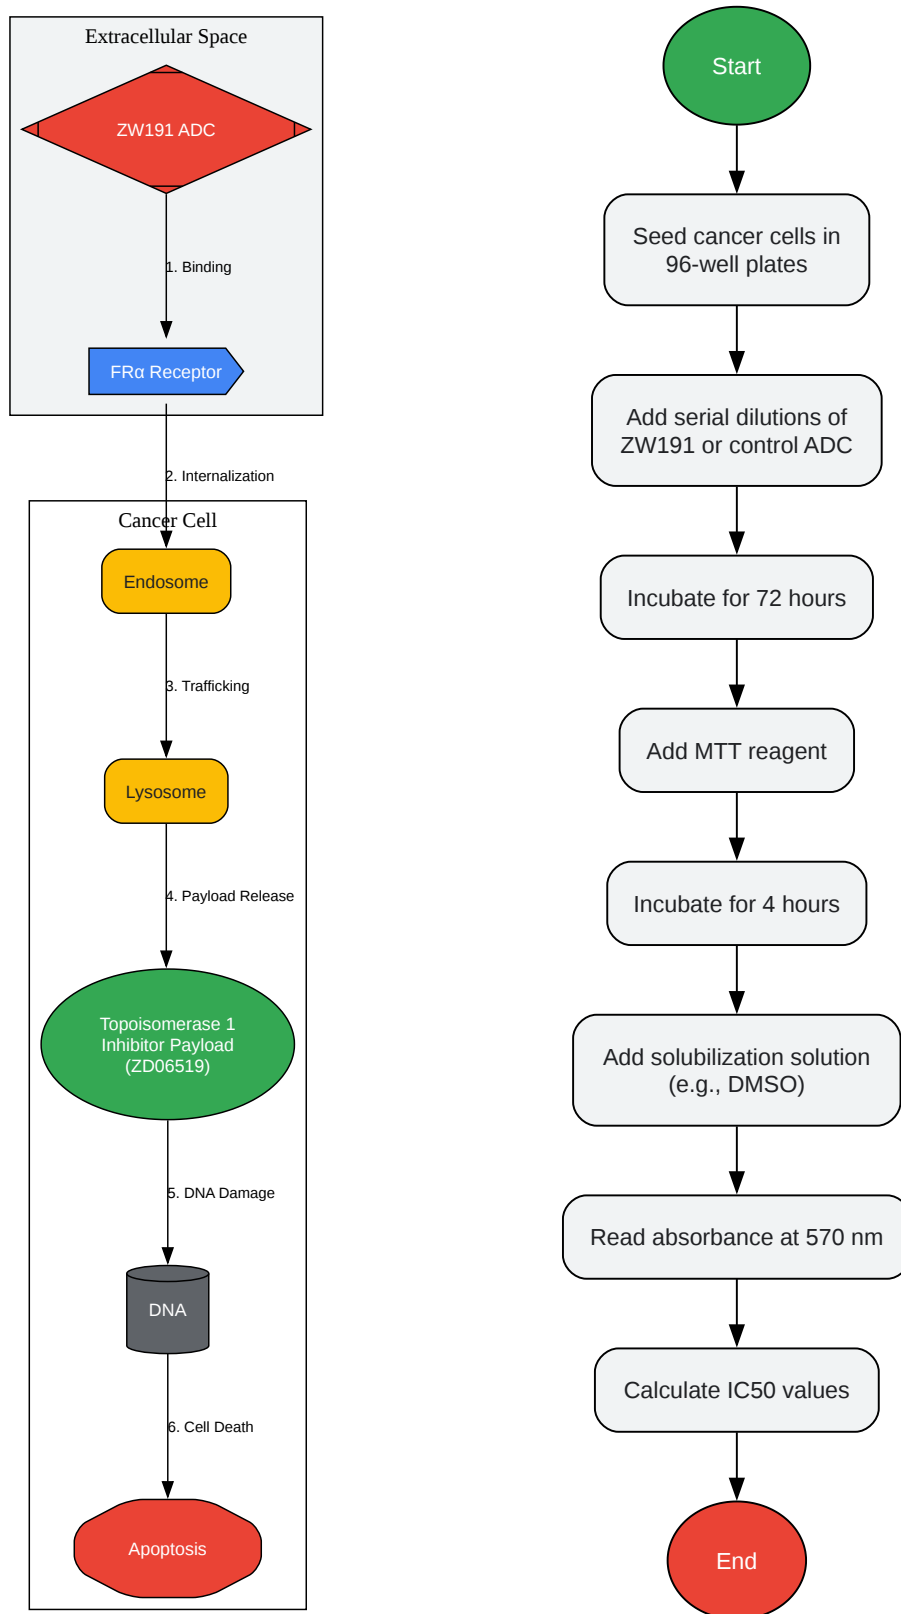 Extracellular Space
ZW191 ADC
1. Binding
FRα Receptor
2. Internalization
Cancer Cell
Endosome
3. Trafficking
Lysosome
4. Payload Release
Topoisomerase 1
Inhibitor Payload
(ZD06519)
5. DNA Damage
DNA
6. Cell Death
Apoptosis
Start
Seed cancer cells in
96-well plates
Add serial dilutions of
ZW191 or control ADC
Incubate for 72 hours
Add MTT reagent
Incubate for 4 hours
Add solubilization solution
(e.g., DMSO)
Read absorbance at 570 nm
Calculate IC50 values
End